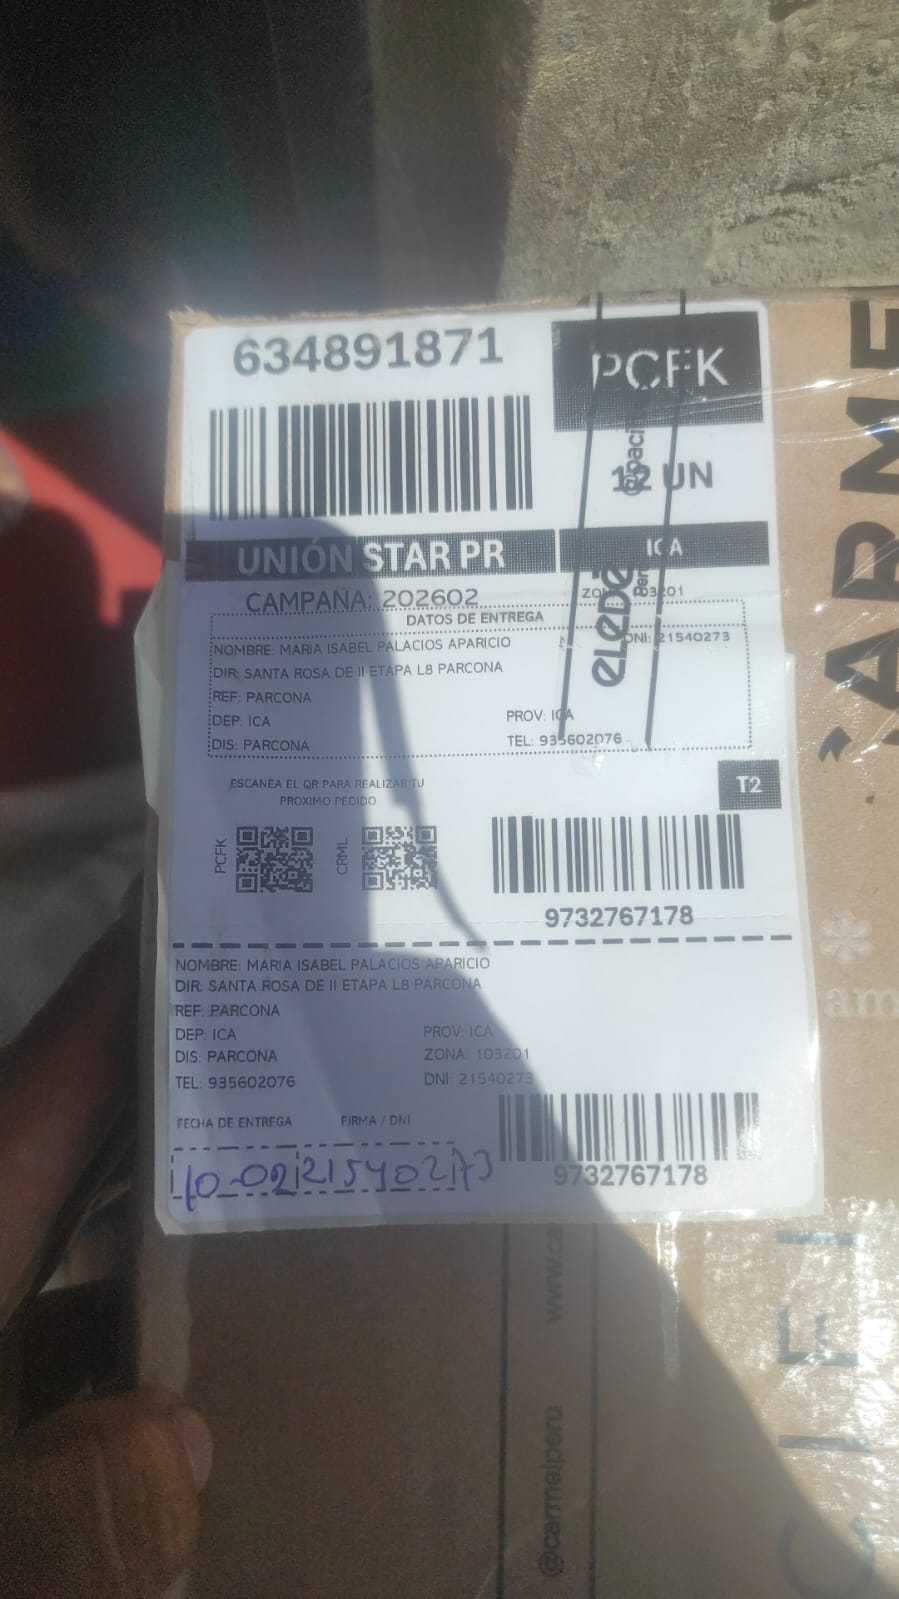 634891871
PCFK
12 UN
UNIÓN STAR PR
ICA
CAMPAÑA: 202602
DATOS DE ENTREGA
NOMBRE: MARIA ISABEL PALACIOS APARICIO
DNI: 21540273
DIR: SANTA ROSA DE II ETAPA L8 PARCONA
REF: PARCONA
DEP: ICA
PROV: ICA
DIS: PARCONA
TEL: 935602076
ESCANEA EL QR PARA REALIZAR TU
PROXIMO PEDIDO
T2
PCFK
CRML
9732767178
NOMBRE: MARIA ISABEL PALACIOS APARICIO
DIR: SANTA ROSA DE II ETAPA L8 PARCONA
REF: PARCONA
DEP: ICA
PROV: ICA
DIS: PARCONA
ZONA: 103201
TEL: 935602076
DNI: 21540273
FECHA DE ENTREGA
FIRMA / DNI
10-02
21540273
9732767178
@carmelperu